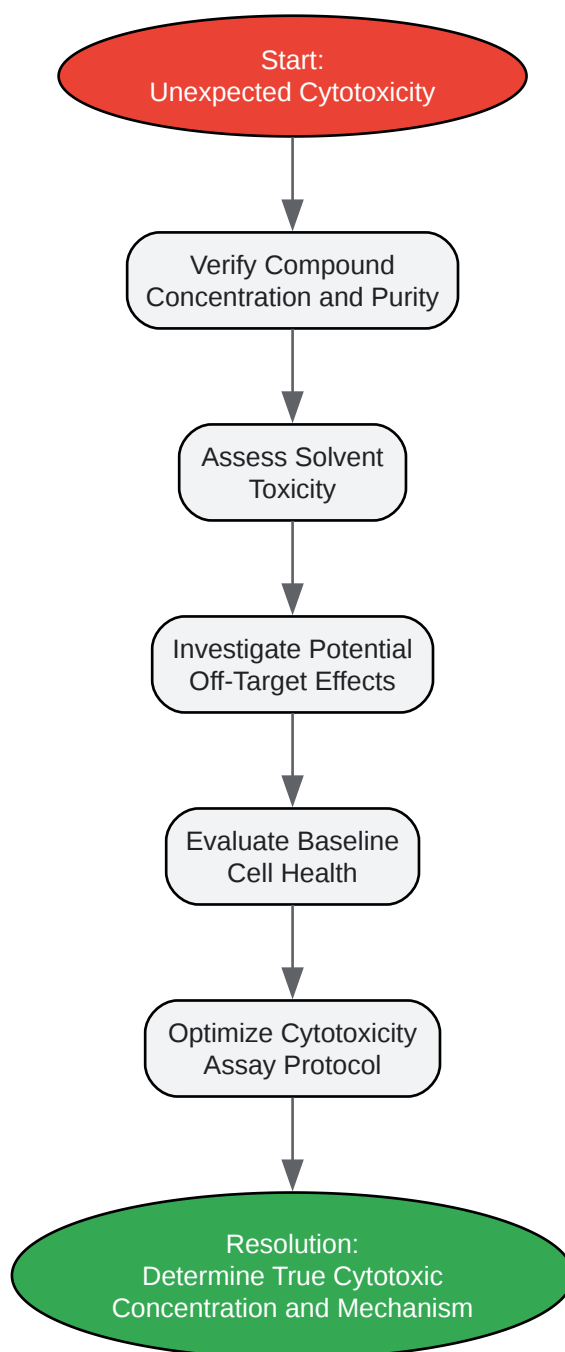 Start:
Unexpected Cytotoxicity
Verify Compound
Concentration and Purity
Assess Solvent
Toxicity
Investigate Potential
Off-Target Effects
Evaluate Baseline
Cell Health
Optimize Cytotoxicity
Assay Protocol
Resolution:
Determine True Cytotoxic
Concentration and Mechanism